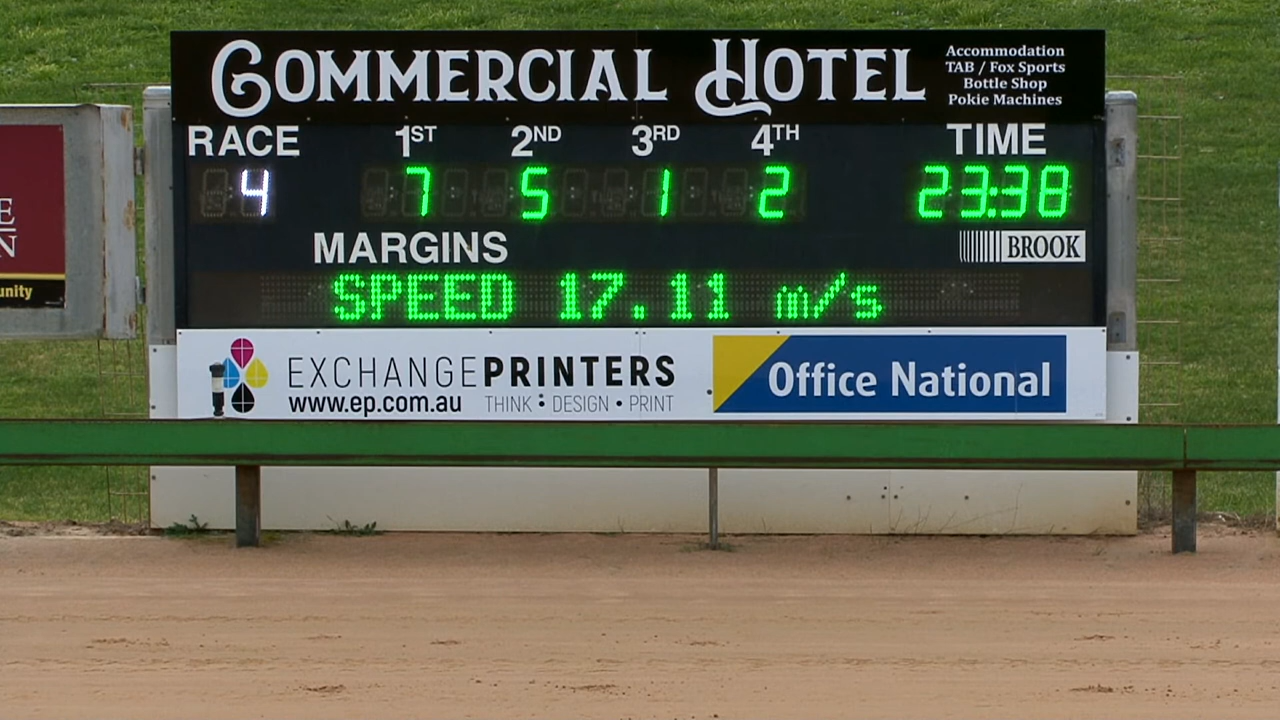 COMMERCIAL HOTEL
Accommodation
TAB / Fox Sports
Bottle Shop
Pokie Machines
RACE 1ST 2ND 3RD 4TH TIME
4 7 5 1 2 23:38
MARGINS
BROOK
SPEED 17.11 m/s
EXCHANGEPRINTERS
www.ep.com.au THINK • DESIGN • PRINT
Office National
E
N
unity